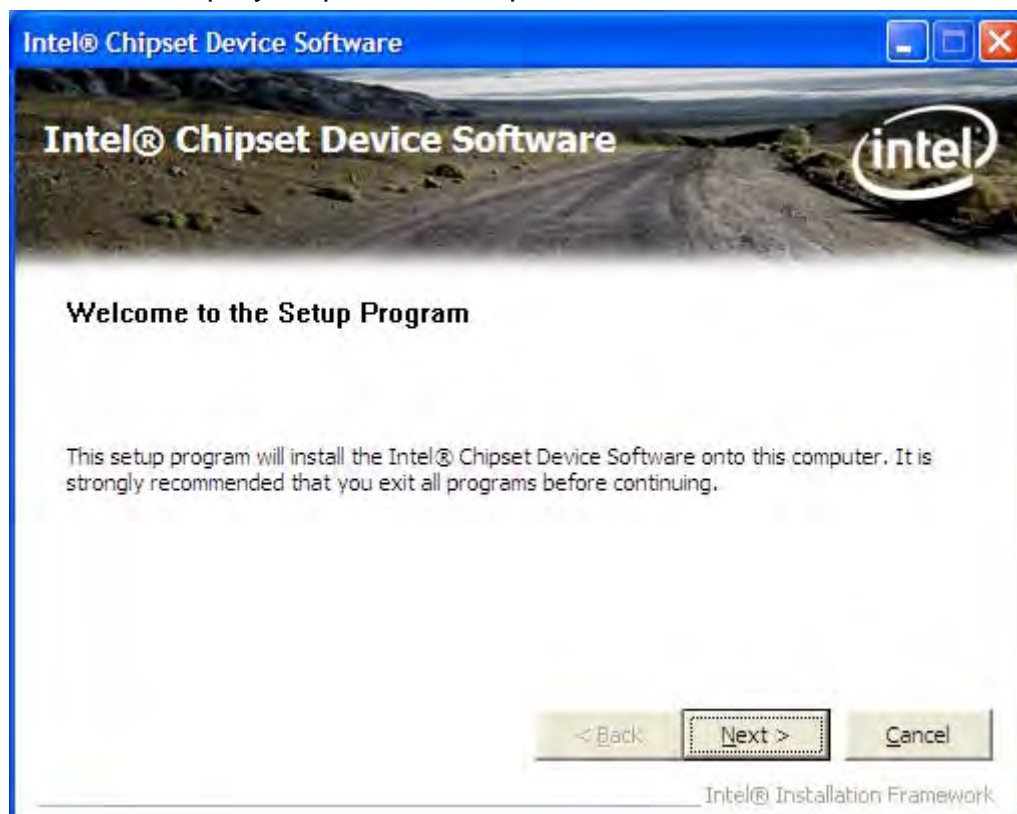 Intel® Chipset Device Software
Intel® Chipset Device Software
intel
Welcome to the Setup Program
This setup program will install the Intel® Chipset Device Software onto this computer. It is
strongly recommended that you exit all programs before continuing.
< Back Next > Cancel
Intel® Installation Framework